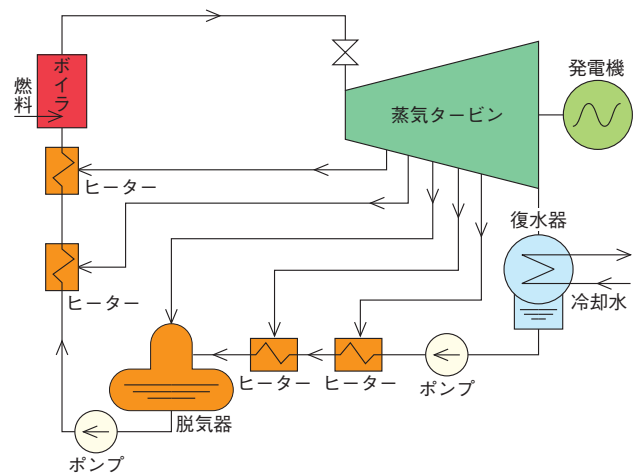 ボイラ
燃料
蒸気タービン
発電機
ヒーター
復水器
冷却水
ヒーター
ヒーター
ヒーター
ポンプ
脱気器
ポンプ